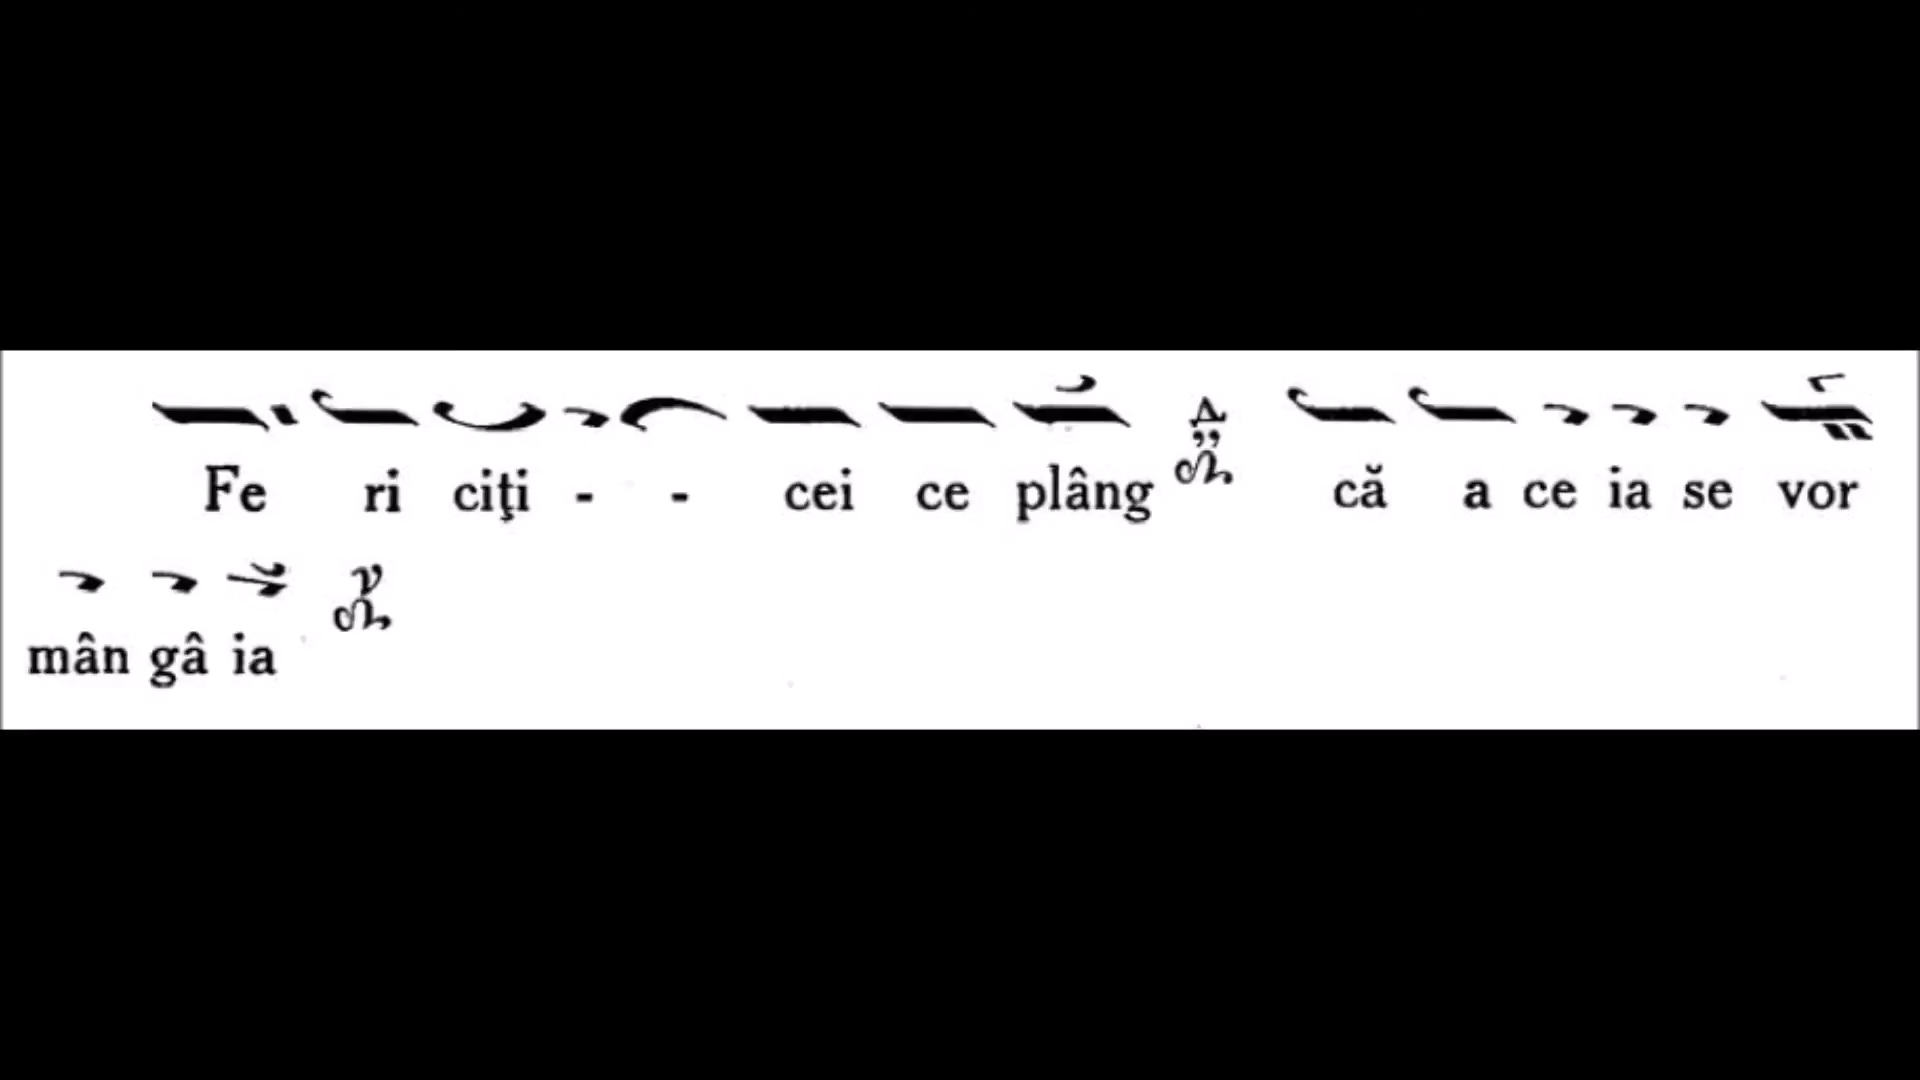 Fe ri ciţi - - cei ce plâng că a ce ia se vor
mân gâ ia